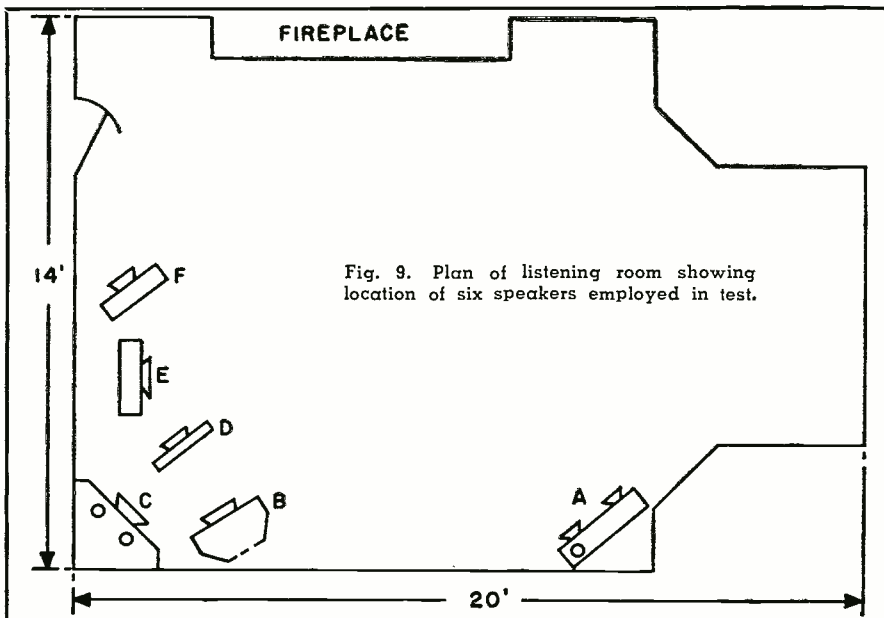 FIREPLACE
14'
F
Fig. 9. Plan of listening room showing
location of six speakers employed in test.
E
D
C
B
A
20'